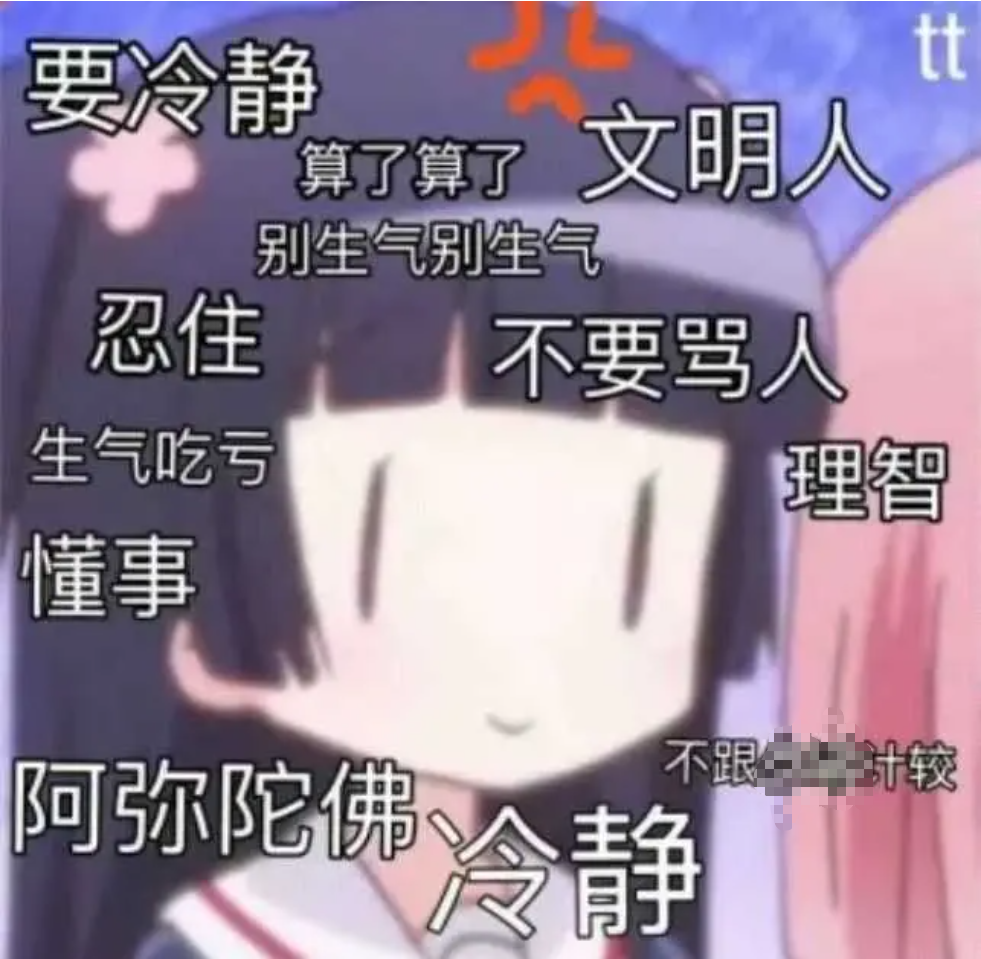 tt
要冷静
文明人
算了算了
别生气别生气
忍住
不要骂人
生气吃亏
理智
懂事
不跟 计较
阿弥陀佛
冷静